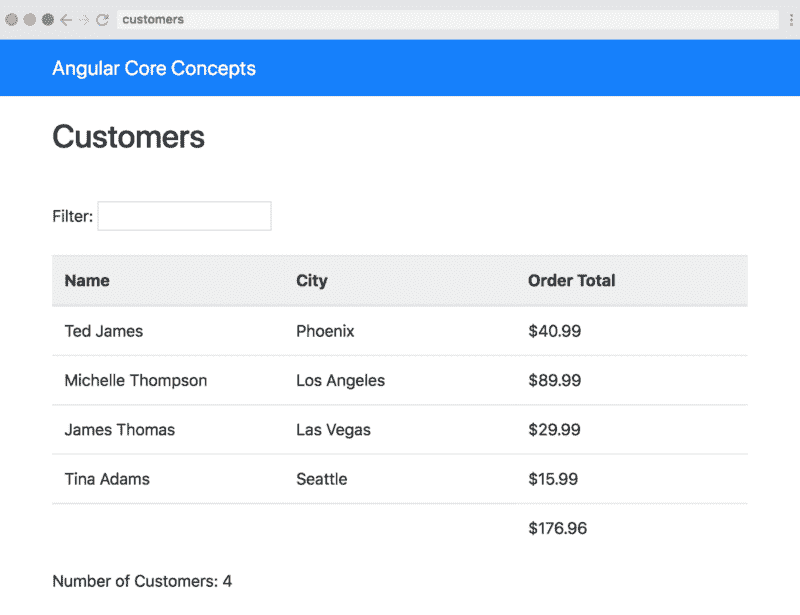 customers
Angular Core Concepts
Customers
Filter:
Name City Order Total
Ted James Phoenix $40.99
Michelle Thompson Los Angeles $89.99
James Thomas Las Vegas $29.99
Tina Adams Seattle $15.99
$176.96
Number of Customers: 4